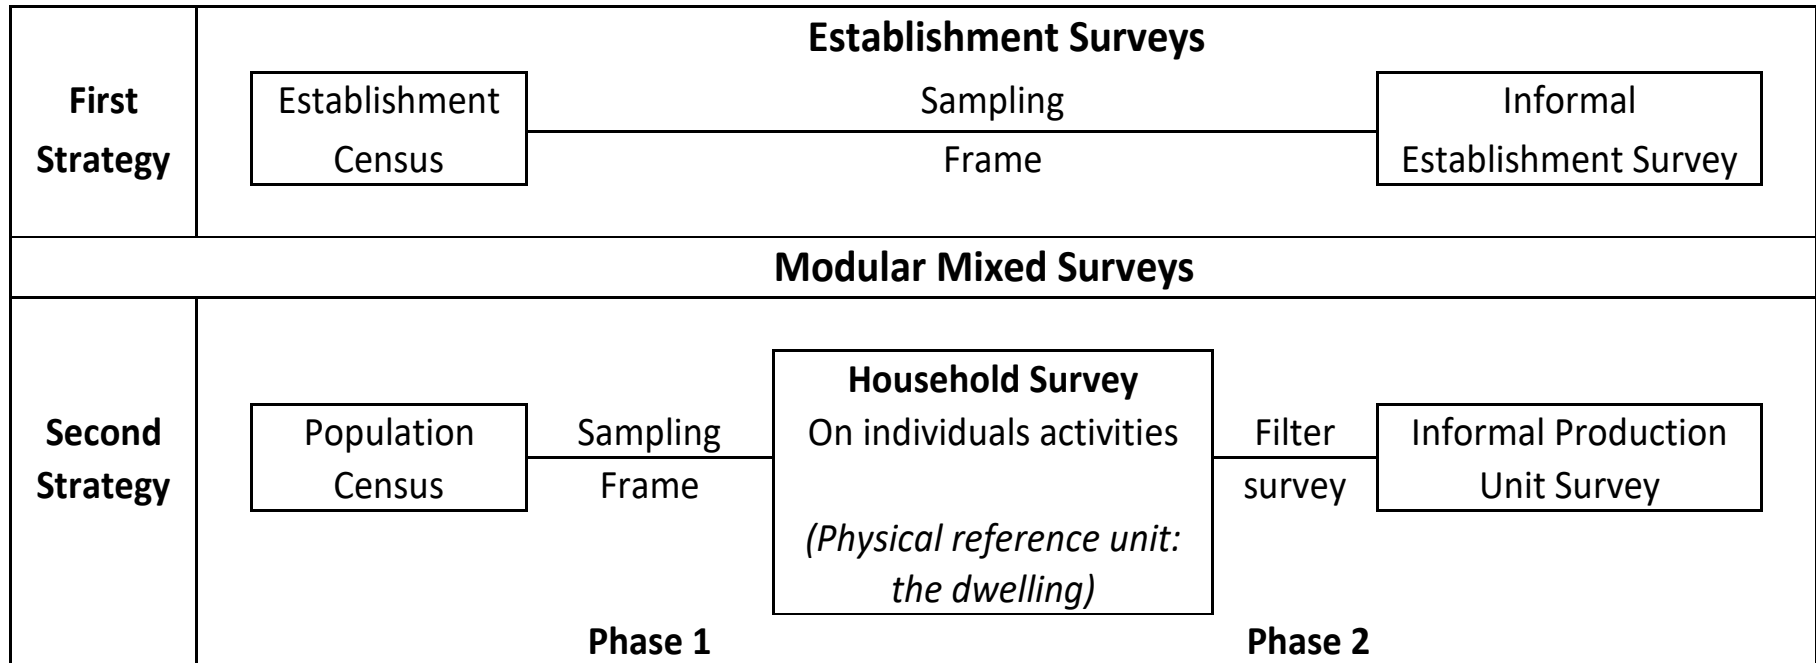 Establishment Surveys
First
Strategy
Establishment
Census
Sampling
Frame
Informal
Establishment Survey
Modular Mixed Surveys
Second
Strategy
Population
Census
Sampling
Frame
Household Survey
On individuals activities
(Physical reference unit:
the dwelling)
Filter
survey
Informal Production
Unit Survey
Phase 1
Phase 2